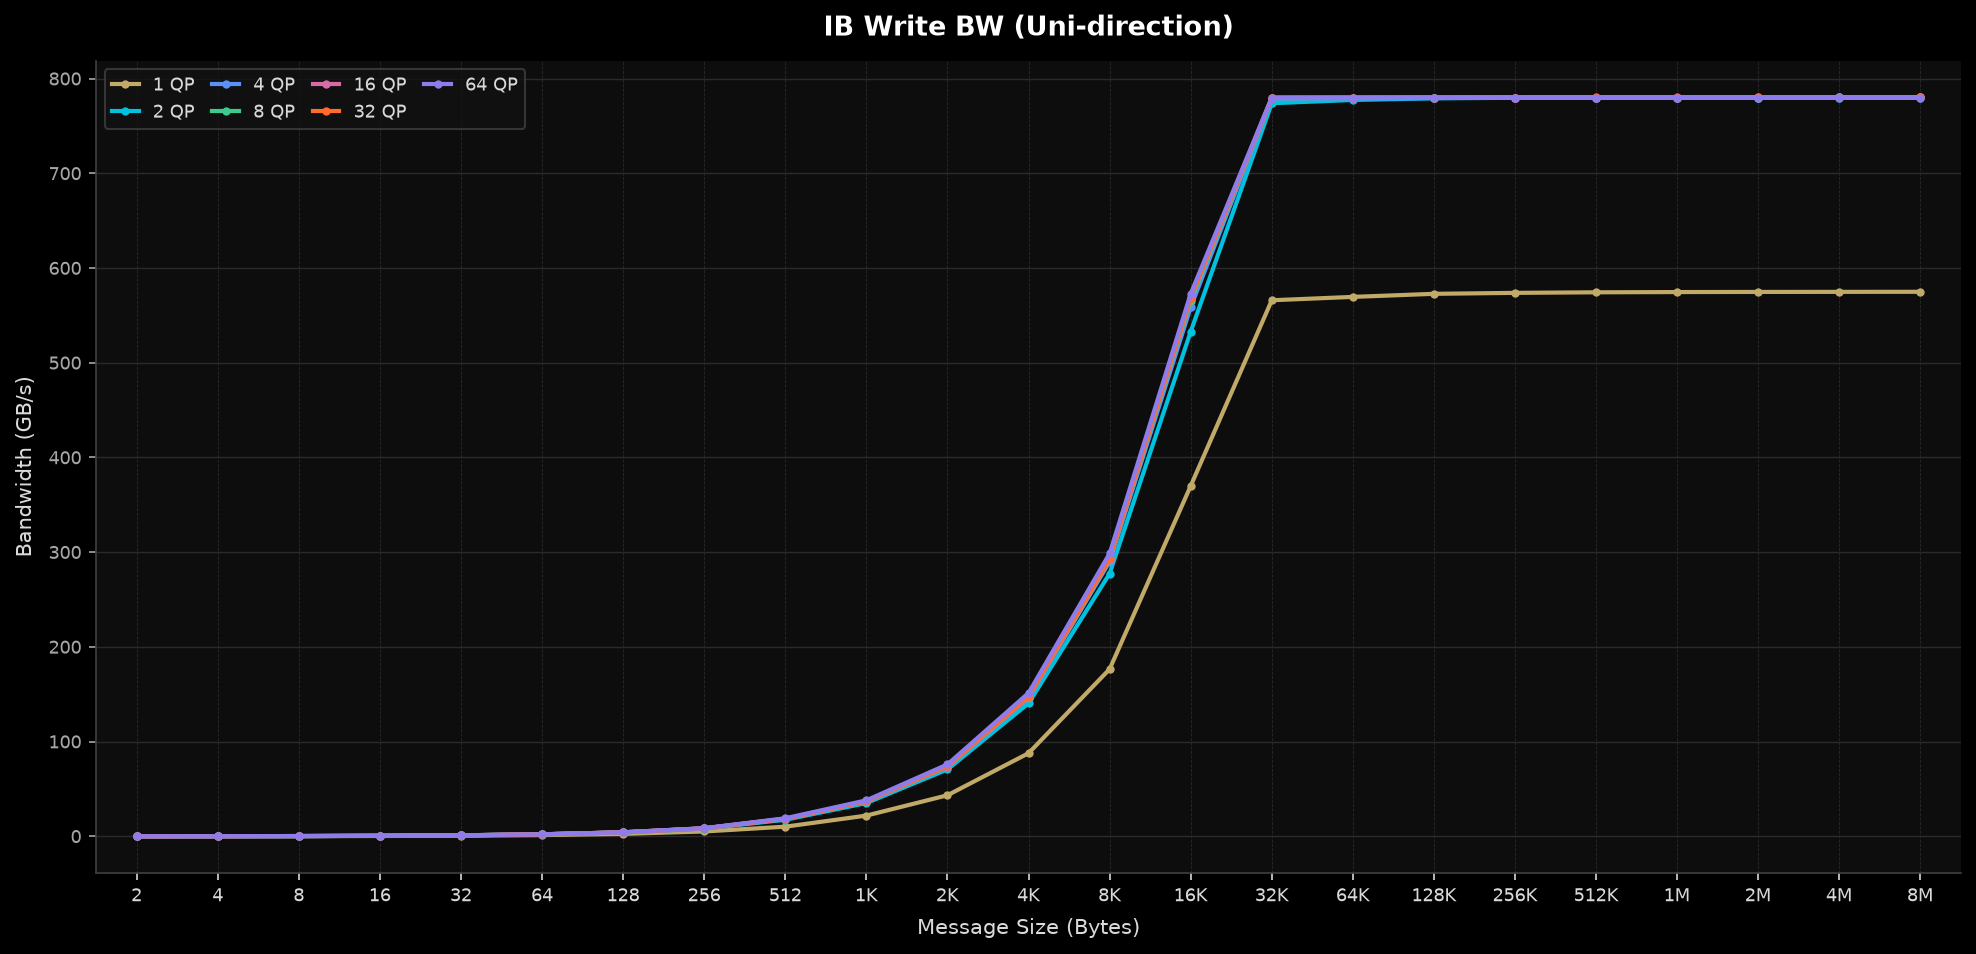 IB Write BW (Uni-direction)
1 QP 4 QP 16 QP 64 QP
2 QP 8 QP 32 QP
800
700
600
500
400
300
200
100
0
Bandwidth (GB/s)
2 4 8 16 32 64 128 256 512 1K 2K 4K 8K 16K 32K 64K 128K 256K 512K 1M 2M 4M 8M
Message Size (Bytes)